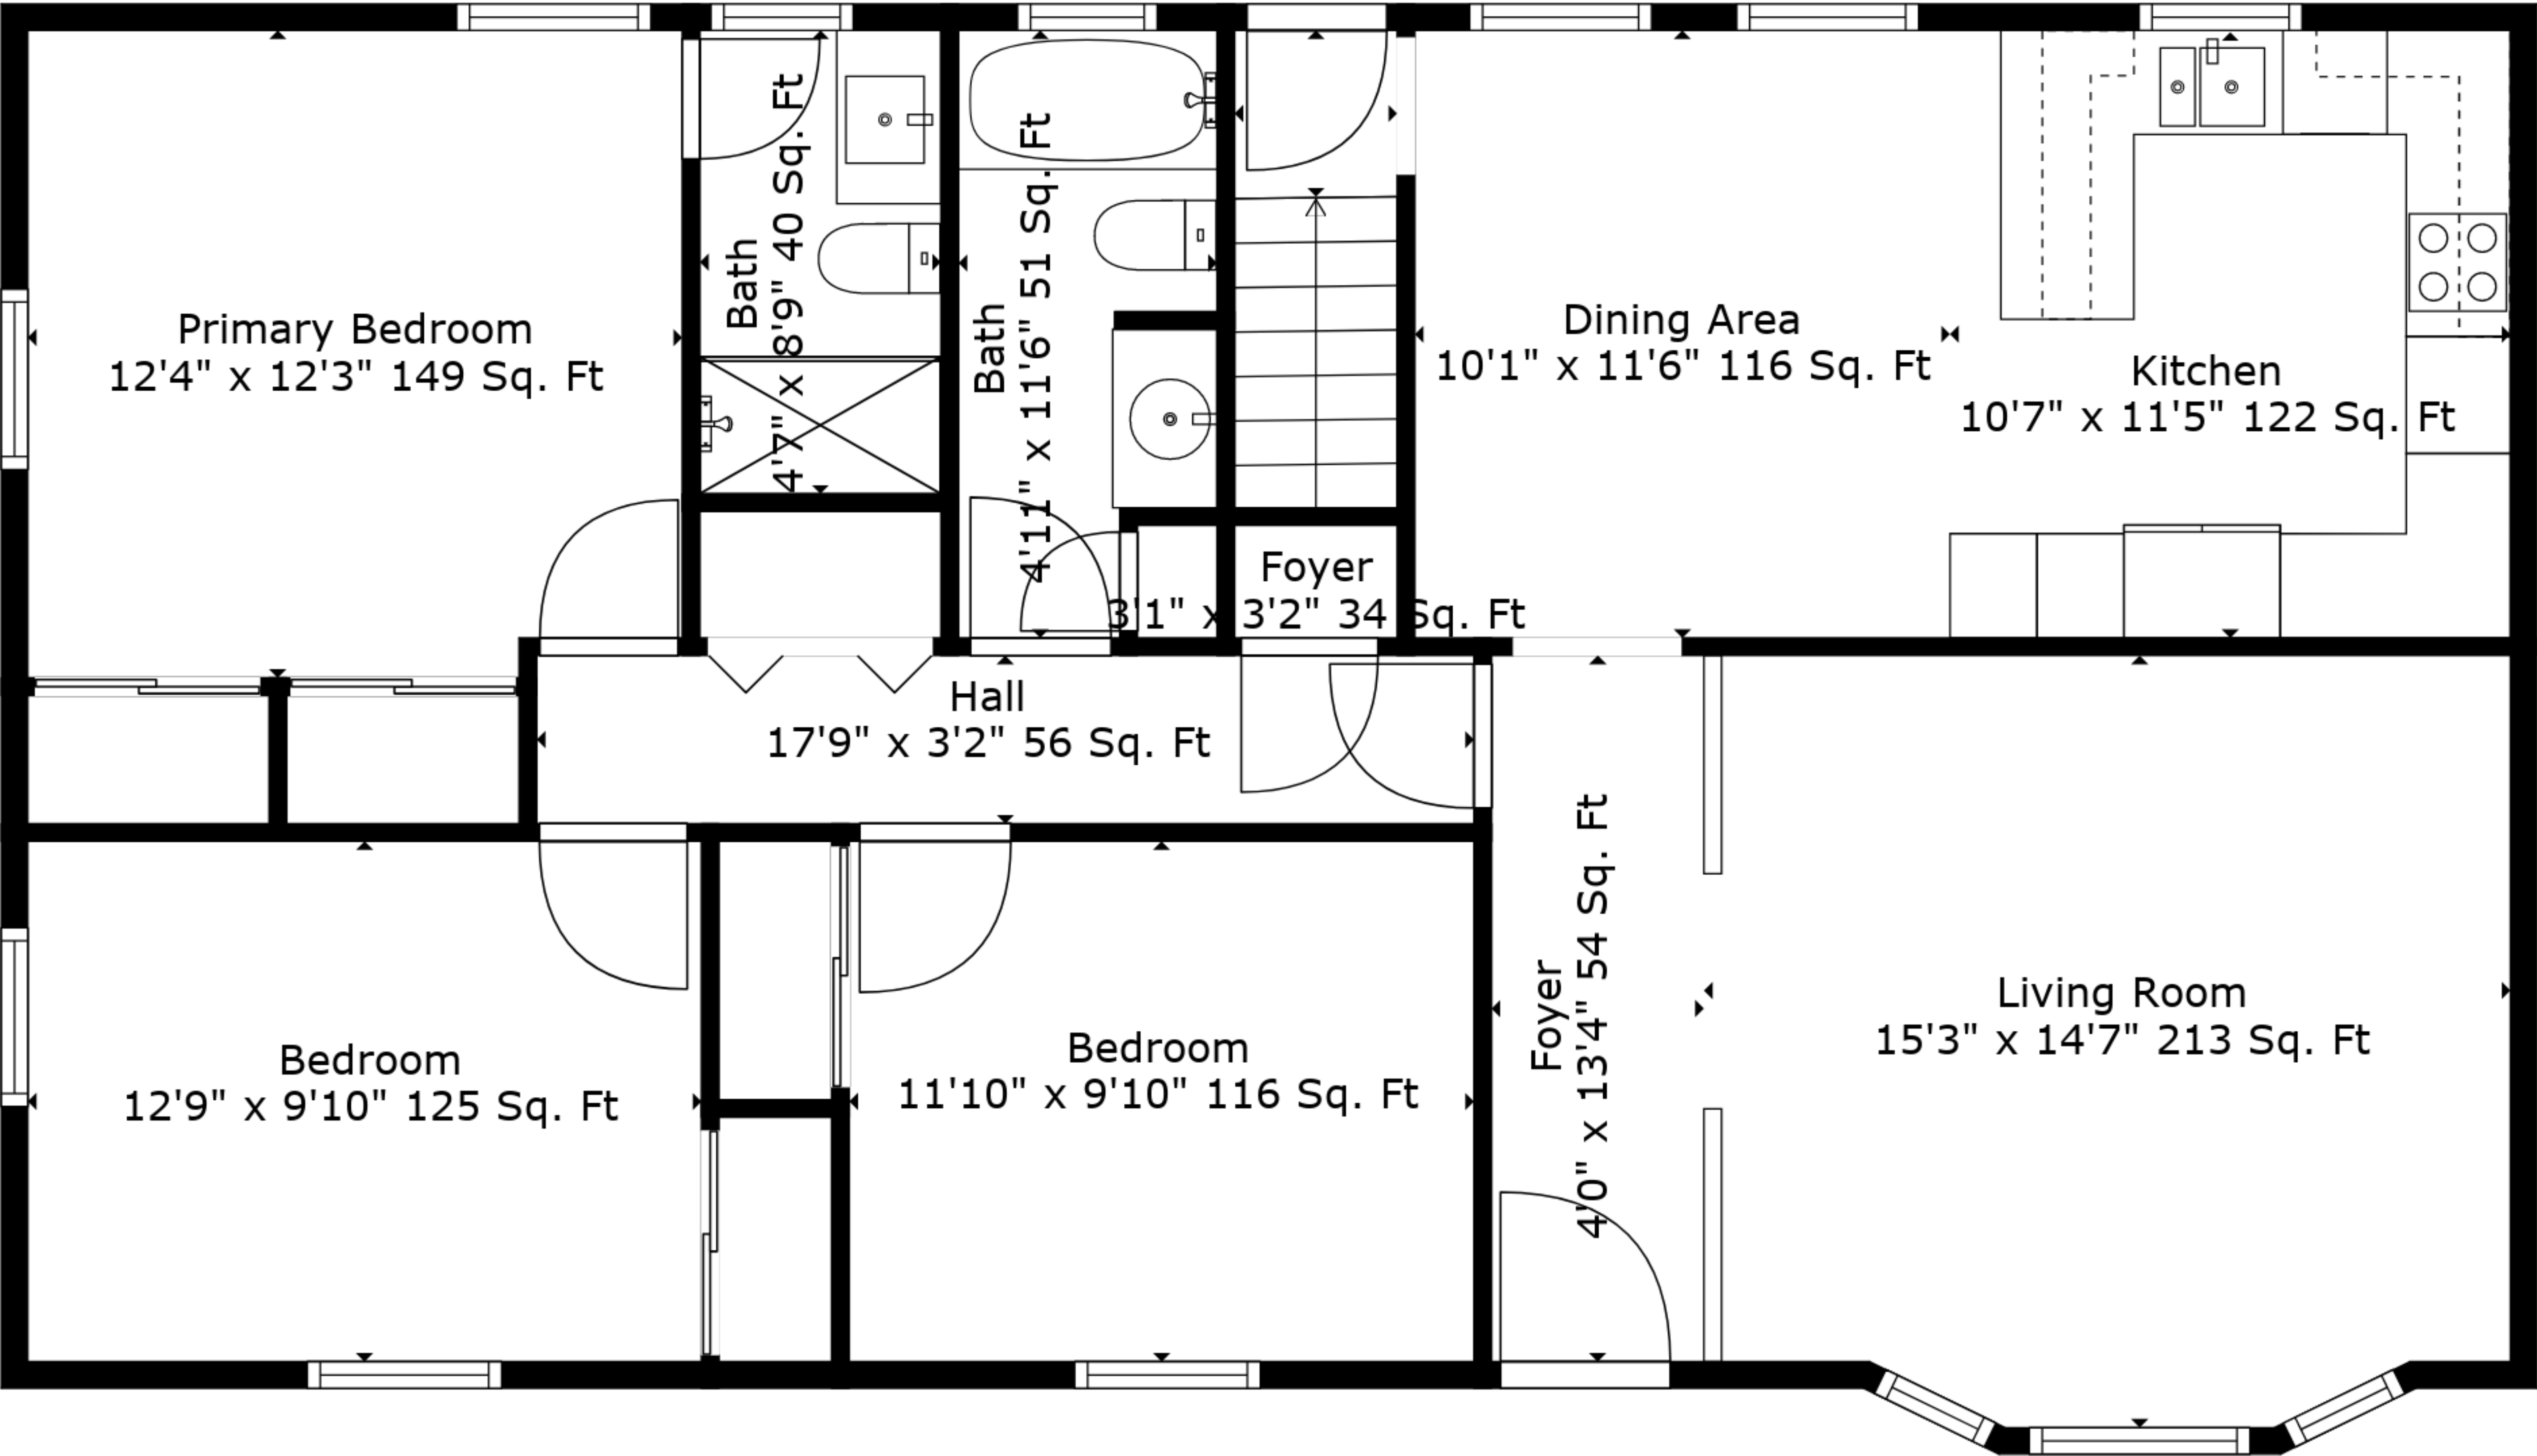 Primary Bedroom
12'4" x 12'3" 149 Sq. Ft
Bath
4'7" x 8'9" 40 Sq. Ft
Bath
4'11" x 11'6" 51 Sq. Ft
Foyer
3'1" x 3'2" 34 Sq. Ft
Dining Area
10'1" x 11'6" 116 Sq. Ft
Kitchen
10'7" x 11'5" 122 Sq. Ft
Hall
17'9" x 3'2" 56 Sq. Ft
Bedroom
12'9" x 9'10" 125 Sq. Ft
Bedroom
11'10" x 9'10" 116 Sq. Ft
Foyer
4'0" x 13'4" 54 Sq. Ft
Living Room
15'3" x 14'7" 213 Sq. Ft